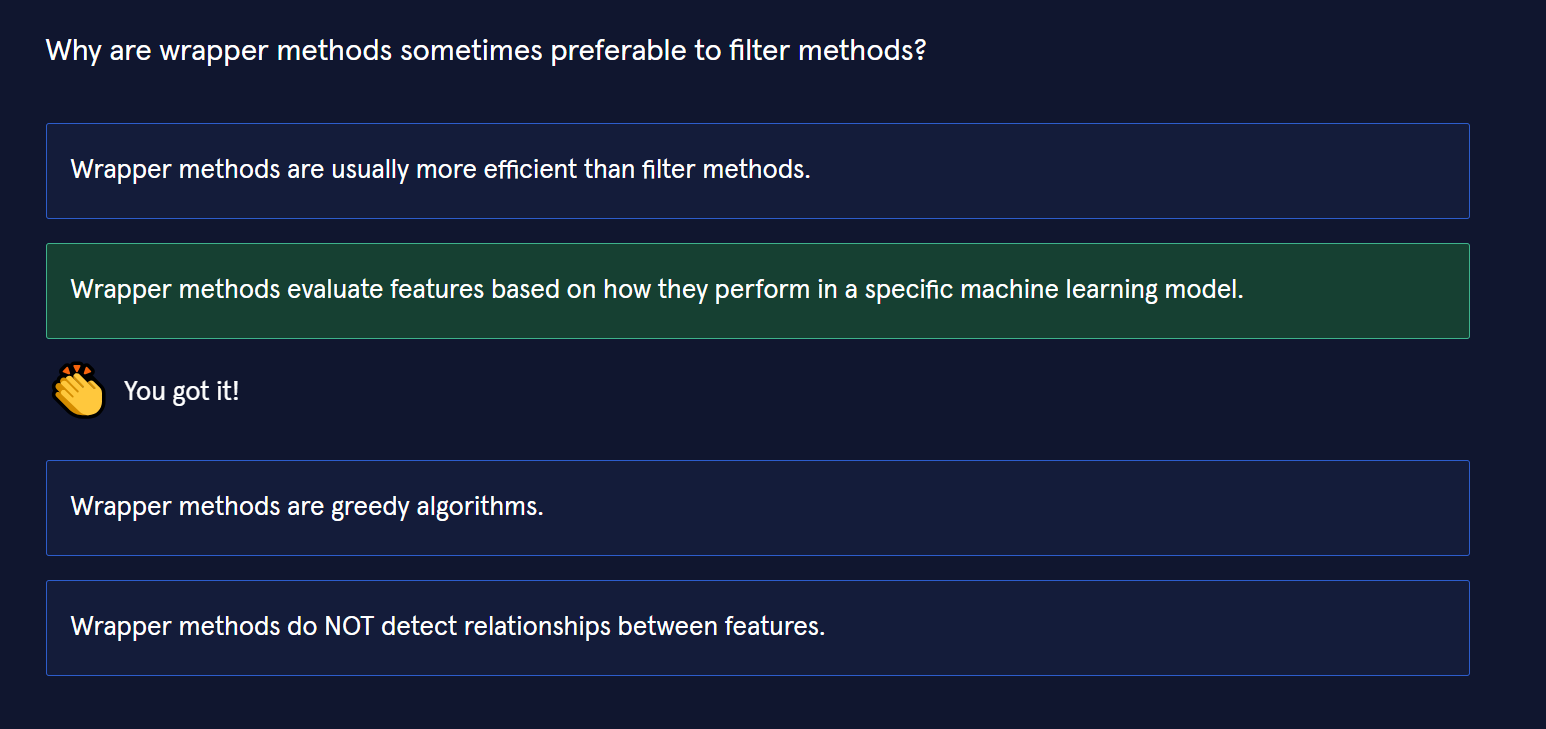 Why are wrapper methods sometimes preferable to filter methods?
Wrapper methods are usually more efficient than filter methods.
Wrapper methods evaluate features based on how they perform in a specific machine learning model.
You got it!
Wrapper methods are greedy algorithms.
Wrapper methods do NOT detect relationships between features.